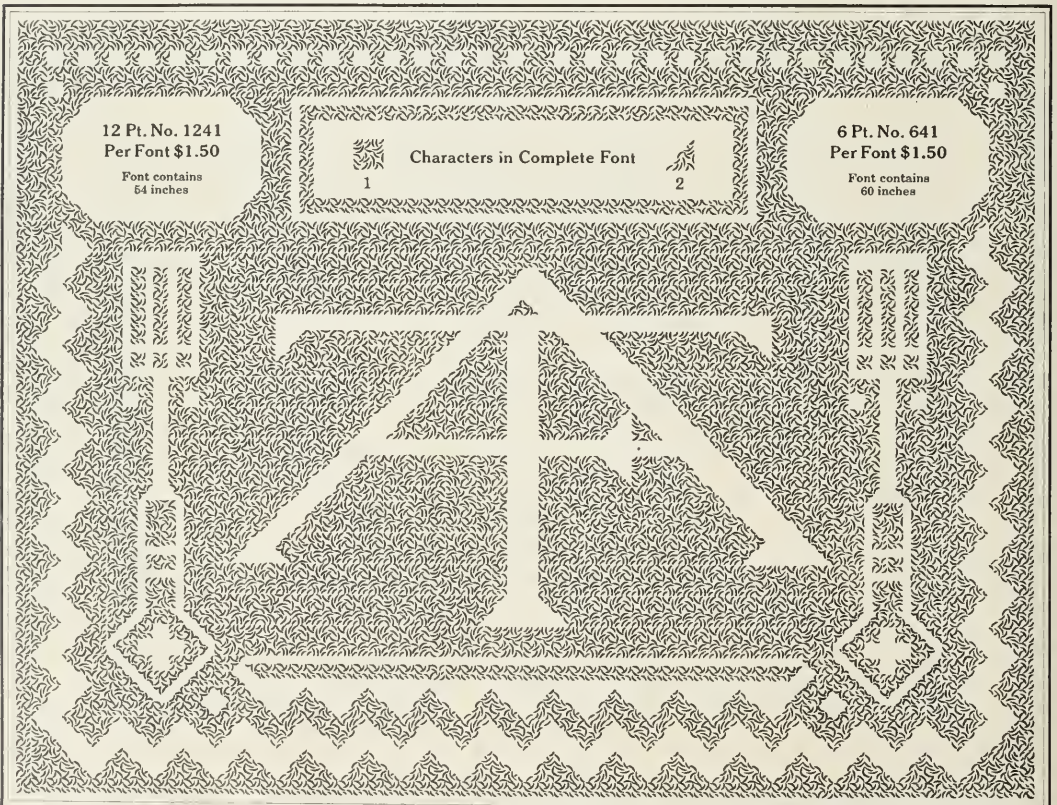 12 Pt. No. 1241
Per Font $1.50
Font contains
54 inches
Characters in Complete Font
1
2
6 Pt. No. 641
Per Font $1.50
Font contains
60 inches